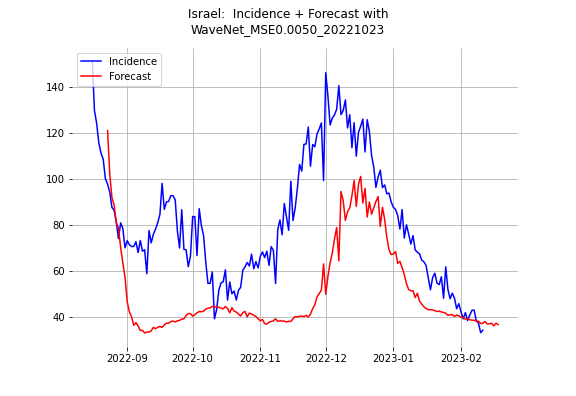 Israel:  Incidence + Forecast with
WaveNet_MSE0.0050_20221023
Incidence
Forecast
140
120
100
80
60
40
2022-09 2022-10 2022-11 2022-12 2023-01 2023-02